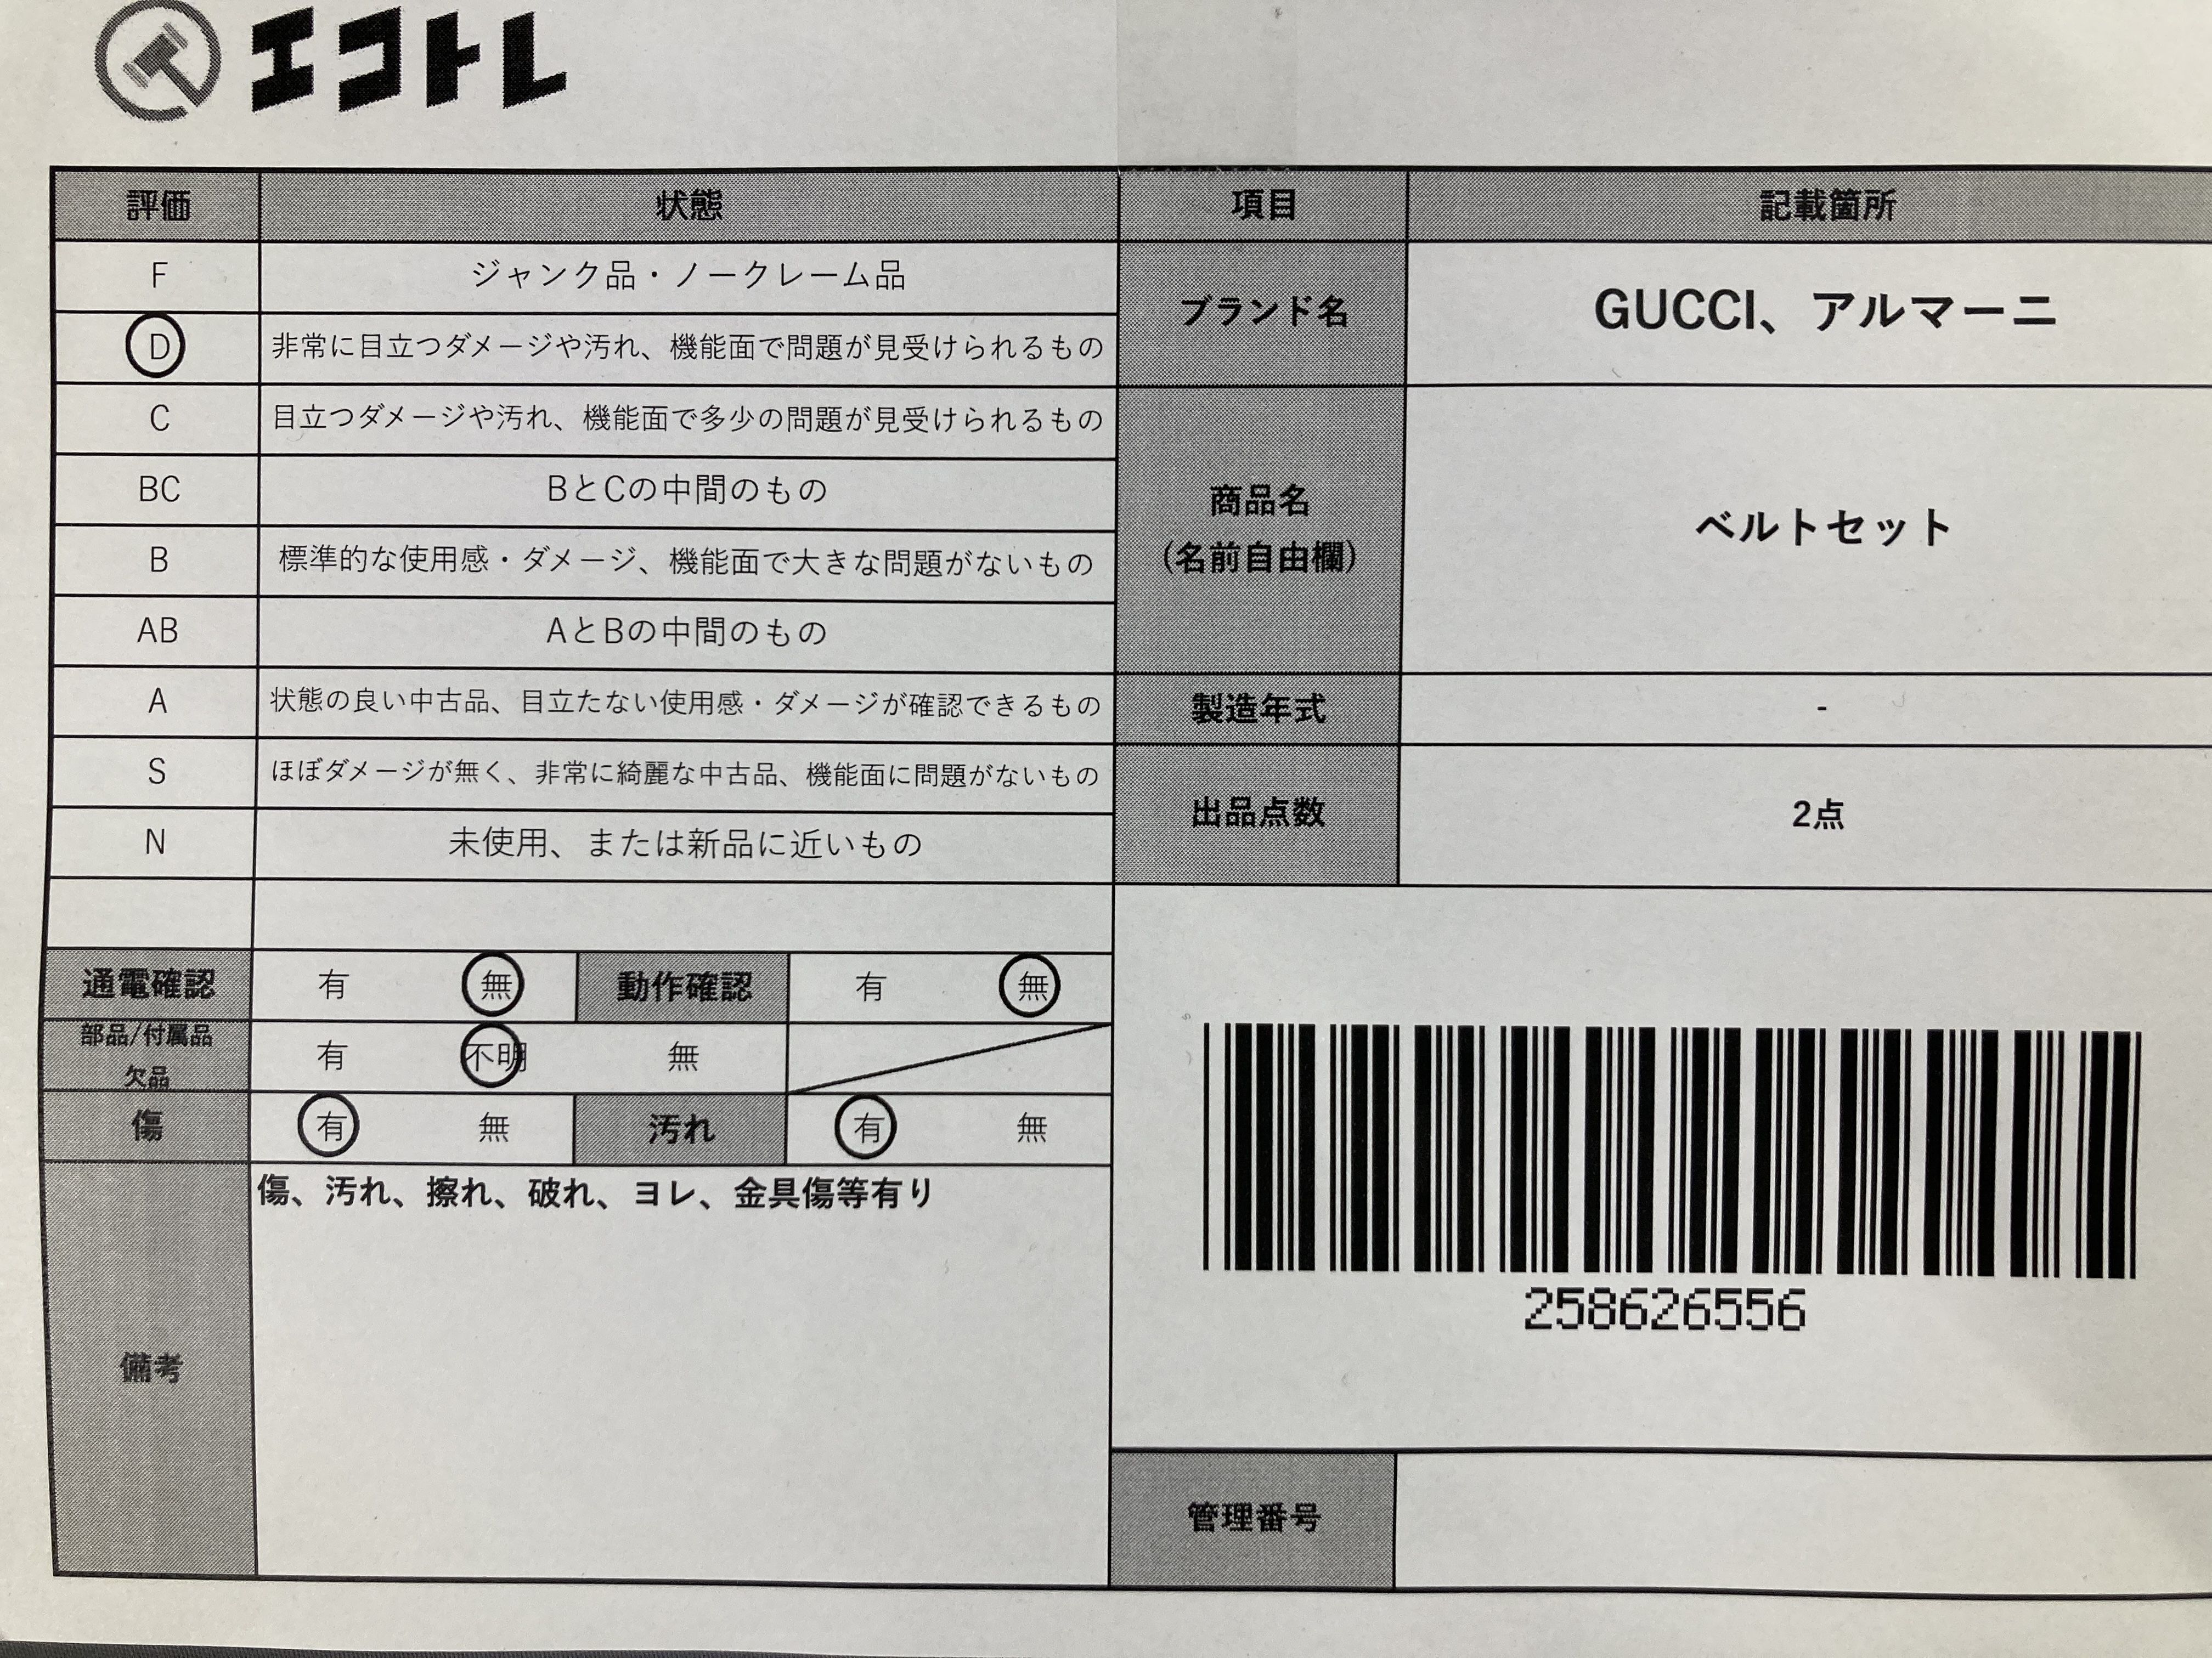 エコトレ
評価 状態 項目 記載箇所
F ジャンク品・ノークレーム品
D 非常に目立つダメージや汚れ、機能面で問題が見受けられるもの
ブランド名 GUCCI、アルマーニ
C 目立つダメージや汚れ、機能面で多少の問題が見受けられるもの
BC BとCの中間のもの
B 標準的な使用感・ダメージ、機能面で大きな問題がないもの
AB AとBの中間のもの
商品名
(名前自由欄)
ベルトセット
A 状態の良い中古品、目立たない使用感・ダメージが確認できるもの
製造年式 -
S ほぼダメージが無く、非常に綺麗な中古品、機能面に問題がないもの
N 未使用、または新品に近いもの
出品点数 2点
通電確認 有 無 動作確認 有 無
部品/付属品
欠品
有 不明 無
傷 有 無 汚れ 有 無
備考
傷、汚れ、擦れ、破れ、ヨレ、金具傷等有り
258626556
管理番号